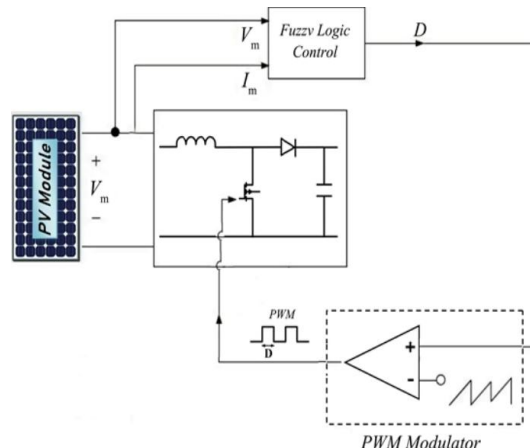 Fuzzv Logic
Control
D
V
m
I
m
PV Module
+
V
m
−
PWM
D
+
-
PWM Modulator